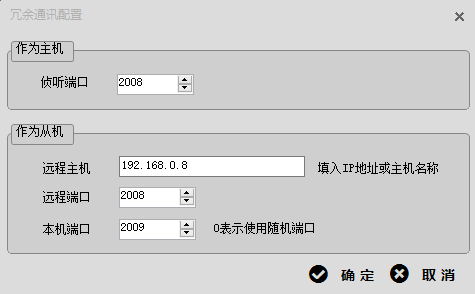 冗余通讯配置
作为主机
侦听端口 2008
作为从机
远程主机 192.168.0.8 填入IP地址或主机名称
远程端口 2008
本机端口 2009 0表示使用随机端口
确定 取消